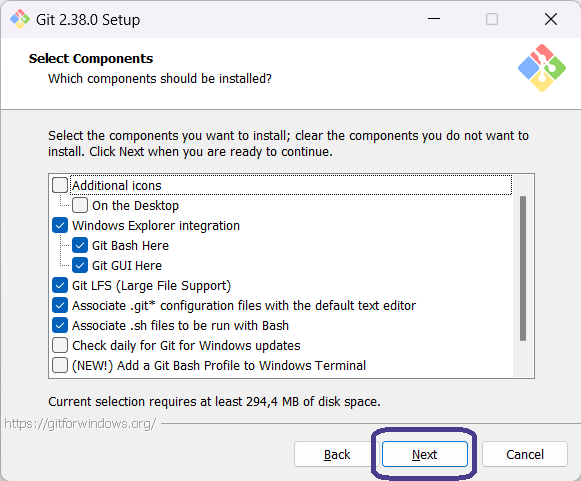 Git 2.38.0 Setup
Select Components
Which components should be installed?
Select the components you want to install; clear the components you do not want to
install. Click Next when you are ready to continue.
Additional icons
On the Desktop
Windows Explorer integration
Git Bash Here
Git GUI Here
Git LFS (Large File Support)
Associate .git* configuration files with the default text editor
Associate .sh files to be run with Bash
Check daily for Git for Windows updates
(NEW!) Add a Git Bash Profile to Windows Terminal
Current selection requires at least 294,4 MB of disk space.
https://gitforwindows.org/
Back Next Cancel